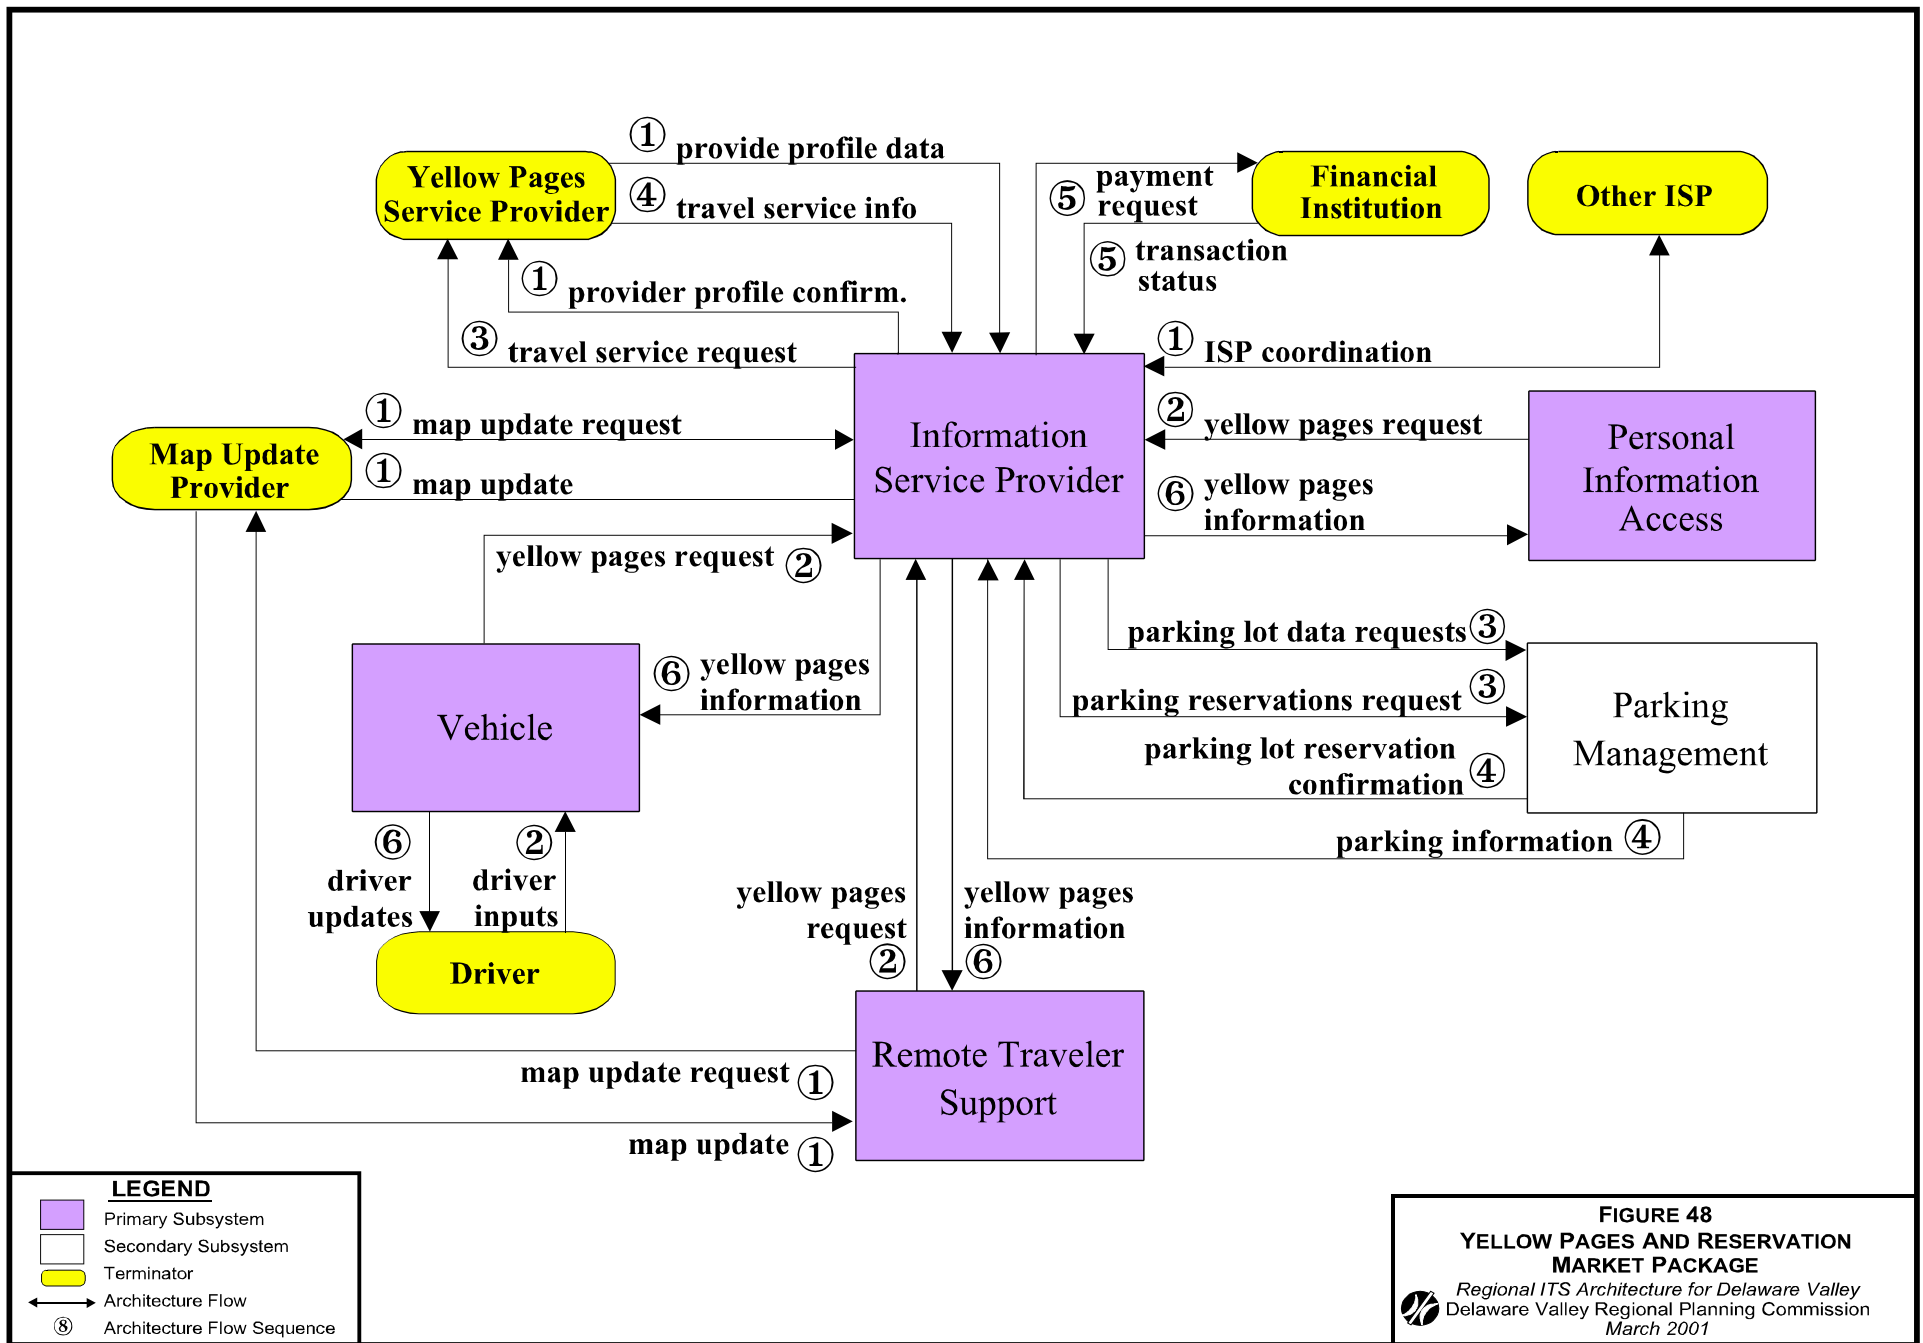 ① provide profile data
Yellow Pages
Service Provider
④ travel service info
① provider profile confirm.
③ travel service request
payment
⑤ request
⑤ transaction
status
Financial
Institution
Other ISP
① ISP coordination
① map update request
Map Update
Provider
① map update
Information
Service Provider
② yellow pages request
⑥ yellow pages
information
Personal
Information
Access
yellow pages request ②
⑥ yellow pages
information
Vehicle
parking lot data requests ③
parking reservations request ③
parking lot reservation
confirmation ④
parking information ④
Parking
Management
⑥
driver
updates
②
driver
inputs
Driver
yellow pages
request
②
yellow pages
information
⑥
Remote Traveler
Support
map update request ①
map update ①
LEGEND
Primary Subsystem
Secondary Subsystem
Terminator
Architecture Flow
⑧ Architecture Flow Sequence
FIGURE 48
YELLOW PAGES AND RESERVATION
MARKET PACKAGE
Regional ITS Architecture for Delaware Valley
Delaware Valley Regional Planning Commission
March 2001